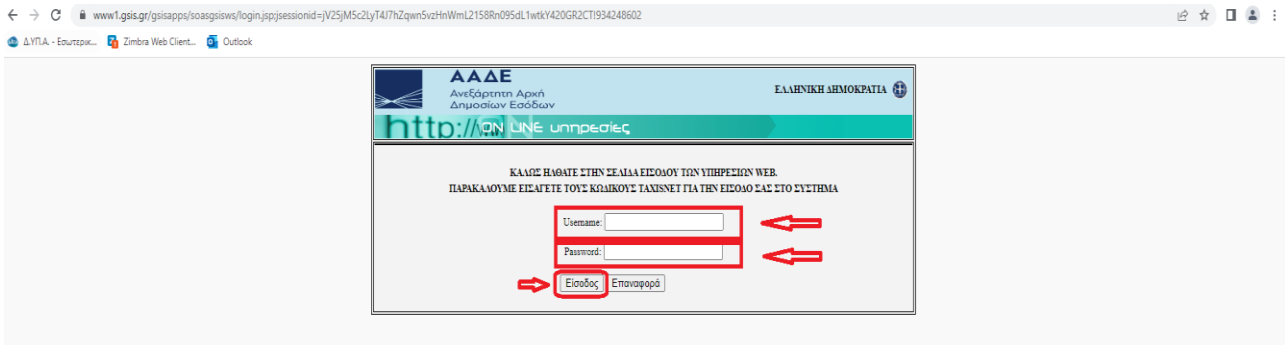 www1.gsis.gr/gsisapps/soasgsisws/login.jsp;jsessionid=jV25jM5c2LyT4J7hZqwn5vzHnWmL2158Rn095dL1wtkY420GR2CT!934248602
Δ.ΥΠ.Α. - Εσωτερικ... Zimbra Web Client... Outlook
ΑΑΔΕ
Ανεξάρτητη Αρχή
Δημοσίων Εσόδων
ΕΛΛΗΝΙΚΗ ΔΗΜΟΚΡΑΤΙΑ
http:// ON LINE υπηρεσίες
ΚΑΛΩΣ ΗΛΘΑΤΕ ΣΤΗΝ ΣΕΛΙΔΑ ΕΙΣΟΔΟΥ ΤΩΝ ΥΠΗΡΕΣΙΩΝ WEB.
ΠΑΡΑΚΑΛΟΥΜΕ ΕΙΣΑΓΕΤΕ ΤΟΥΣ ΚΩΔΙΚΟΥΣ TAXISNET ΓΙΑ ΤΗΝ ΕΙΣΟΔΟ ΣΑΣ ΣΤΟ ΣΥΣΤΗΜΑ
Username:
Password:
Είσοδος Επαναφορά